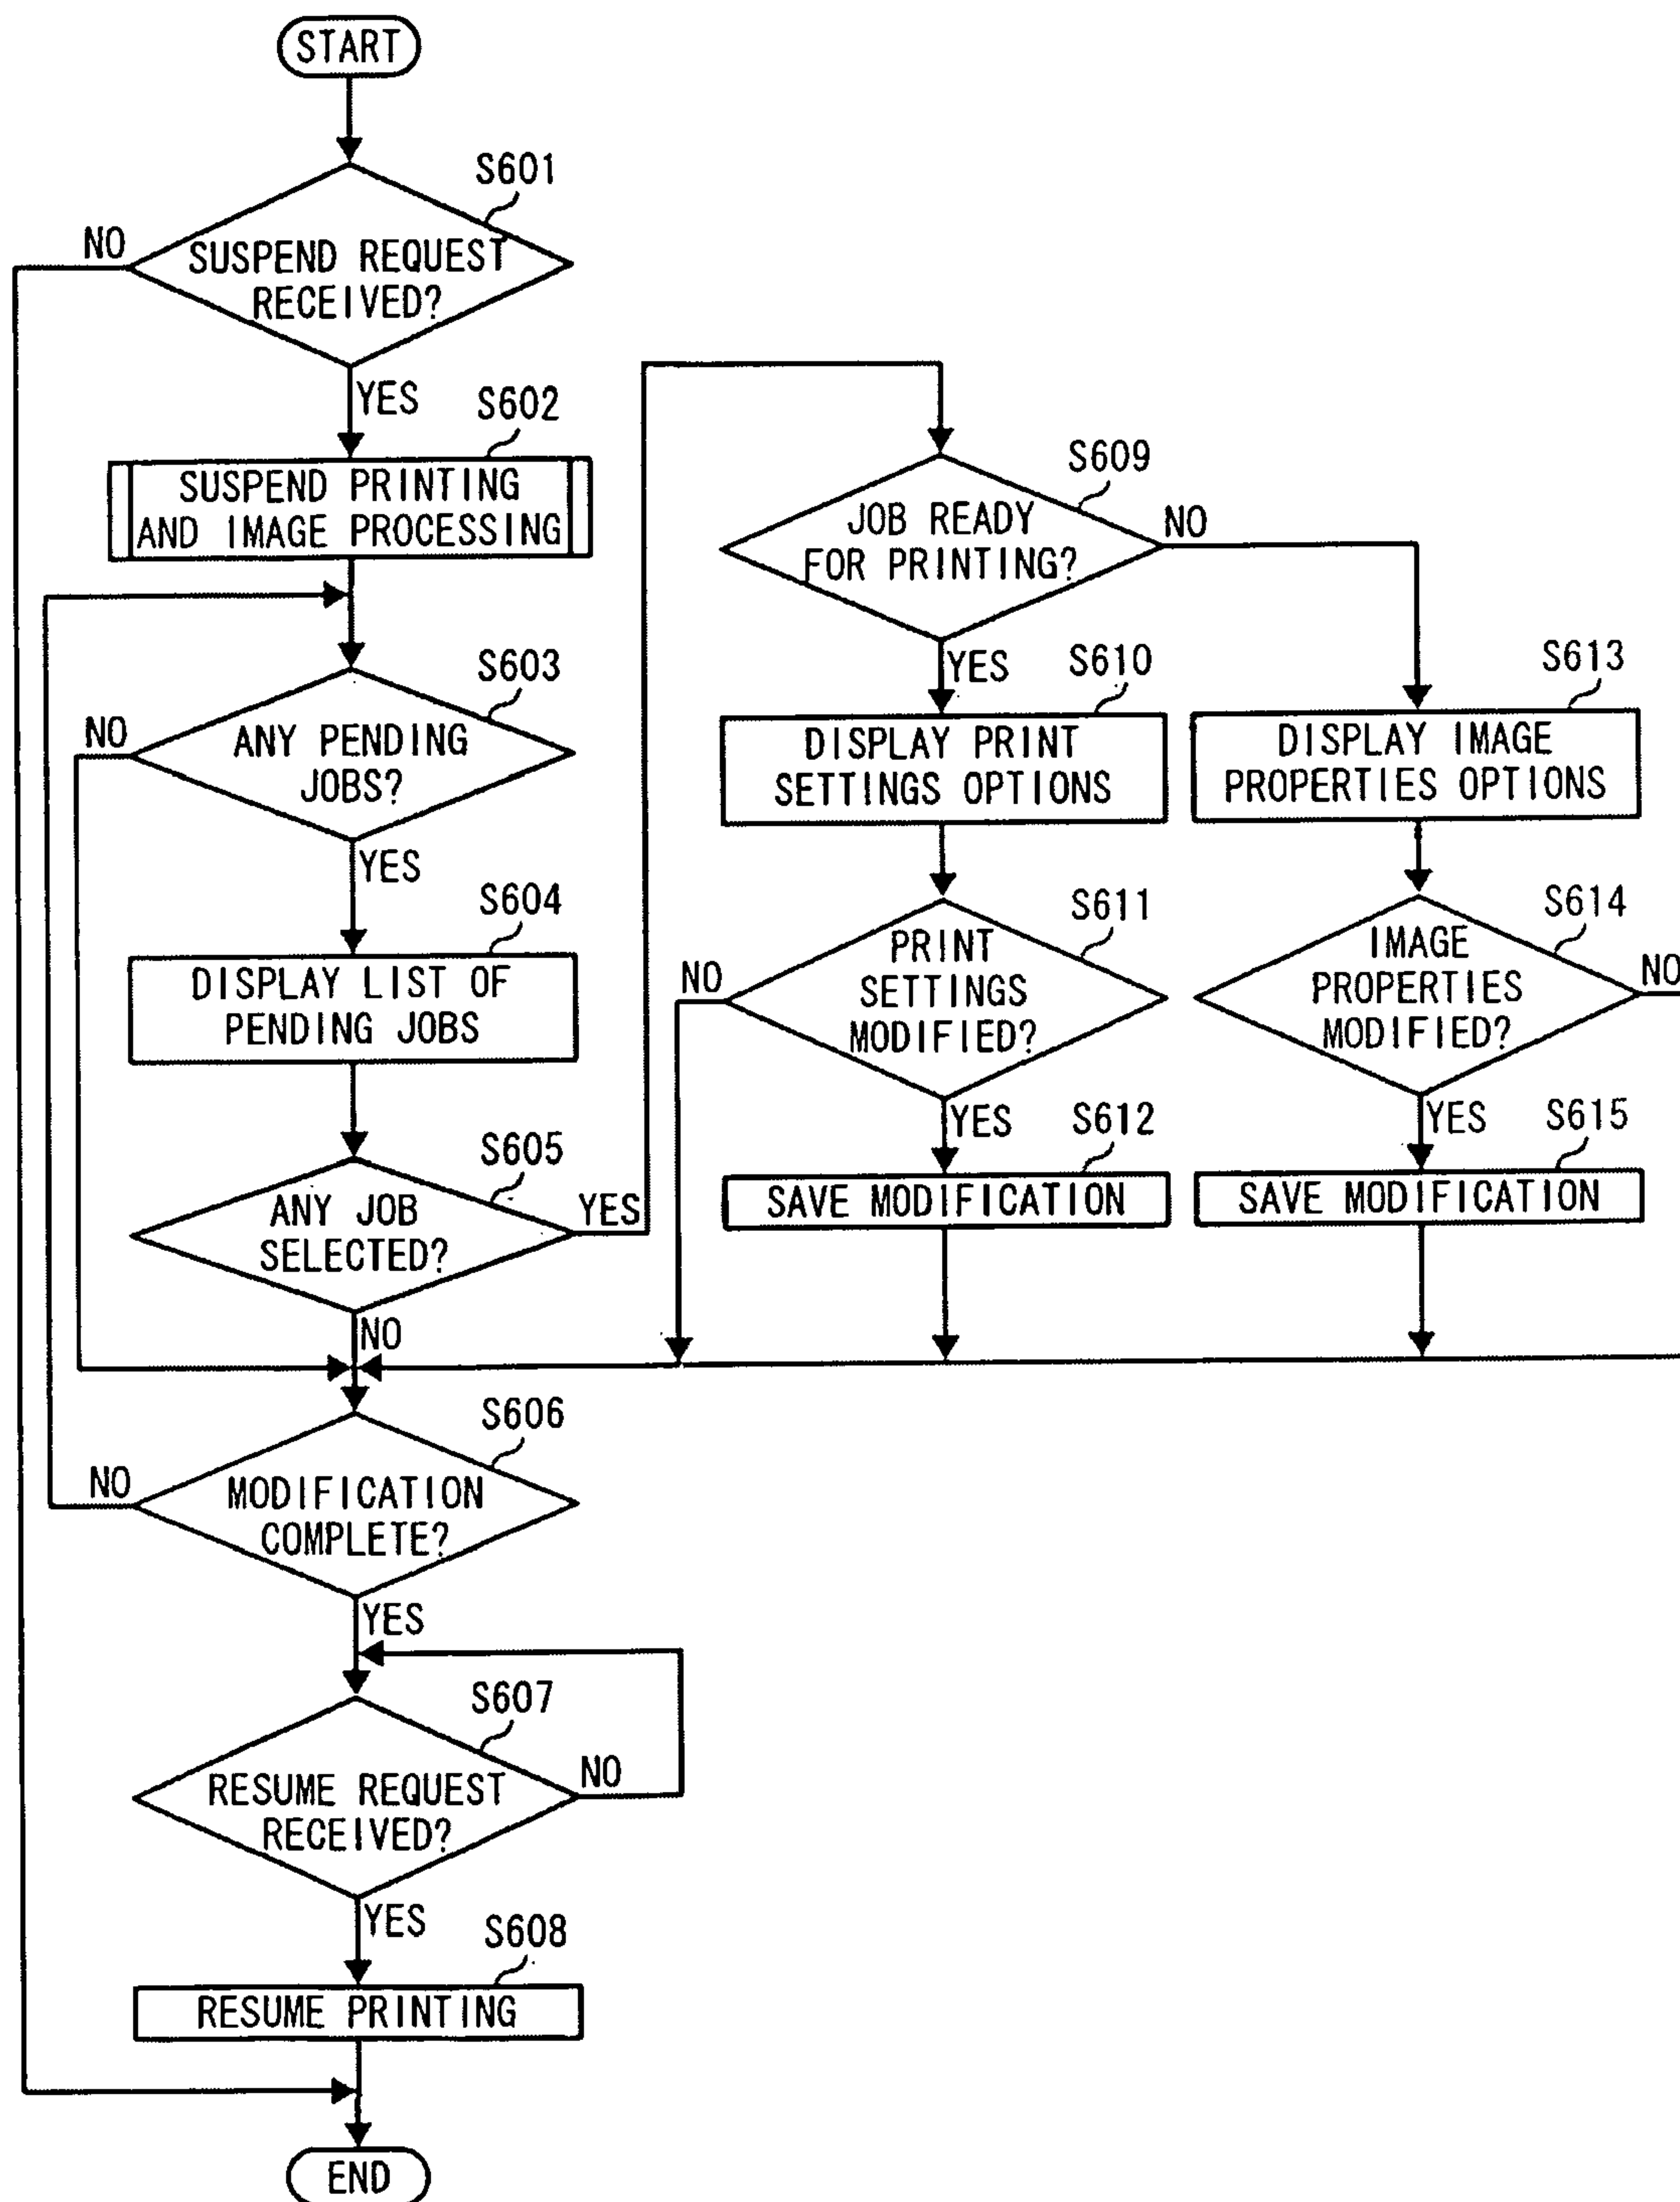 START
S601
NO
SUSPEND REQUEST
RECEIVED?
YES
S602
SUSPEND PRINTING
AND IMAGE PROCESSING
S603
NO
ANY PENDING
JOBS?
YES
S604
DISPLAY LIST OF
PENDING JOBS
S605
ANY JOB
SELECTED?
YES
NO
S606
NO
MODIFICATION
COMPLETE?
YES
S607
RESUME REQUEST
RECEIVED?
NO
YES
S608
RESUME PRINTING
END
S609
JOB READY
FOR PRINTING?
NO
YES
S610
DISPLAY PRINT
SETTINGS OPTIONS
S611
NO
PRINT
SETTINGS
MODIFIED?
YES
S612
SAVE MODIFICATION
S613
DISPLAY IMAGE
PROPERTIES OPTIONS
S614
IMAGE
PROPERTIES
MODIFIED?
NO
YES
S615
SAVE MODIFICATION